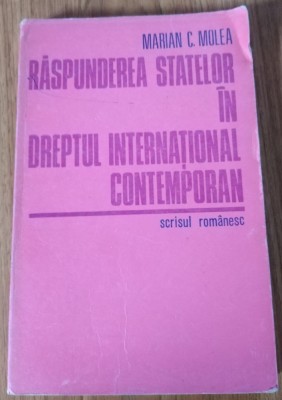 MARIAN C. MOLEA
RĂSPUNDEREA STATELOR
ÎN
DREPTUL INTERNAȚIONAL
CONTEMPORAN
scrisul românesc